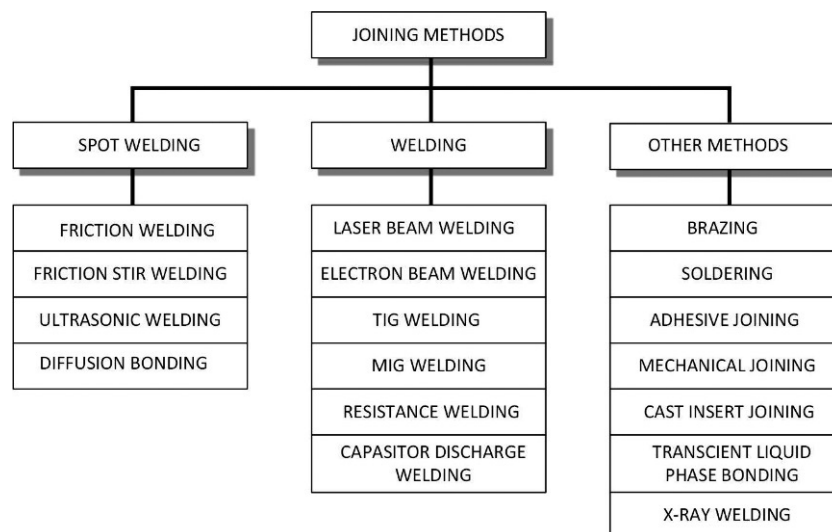 JOINING METHODS
SPOT WELDING
FRICTION WELDING
FRICTION STIR WELDING
ULTRASONIC WELDING
DIFFUSION BONDING
WELDING
LASER BEAM WELDING
ELECTRON BEAM WELDING
TIG WELDING
MIG WELDING
RESISTANCE WELDING
CAPASITOR DISCHARGE
WELDING
OTHER METHODS
BRAZING
SOLDERING
ADHESIVE JOINING
MECHANICAL JOINING
CAST INSERT JOINING
TRANSCIENT LIQUID
PHASE BONDING
X-RAY WELDING